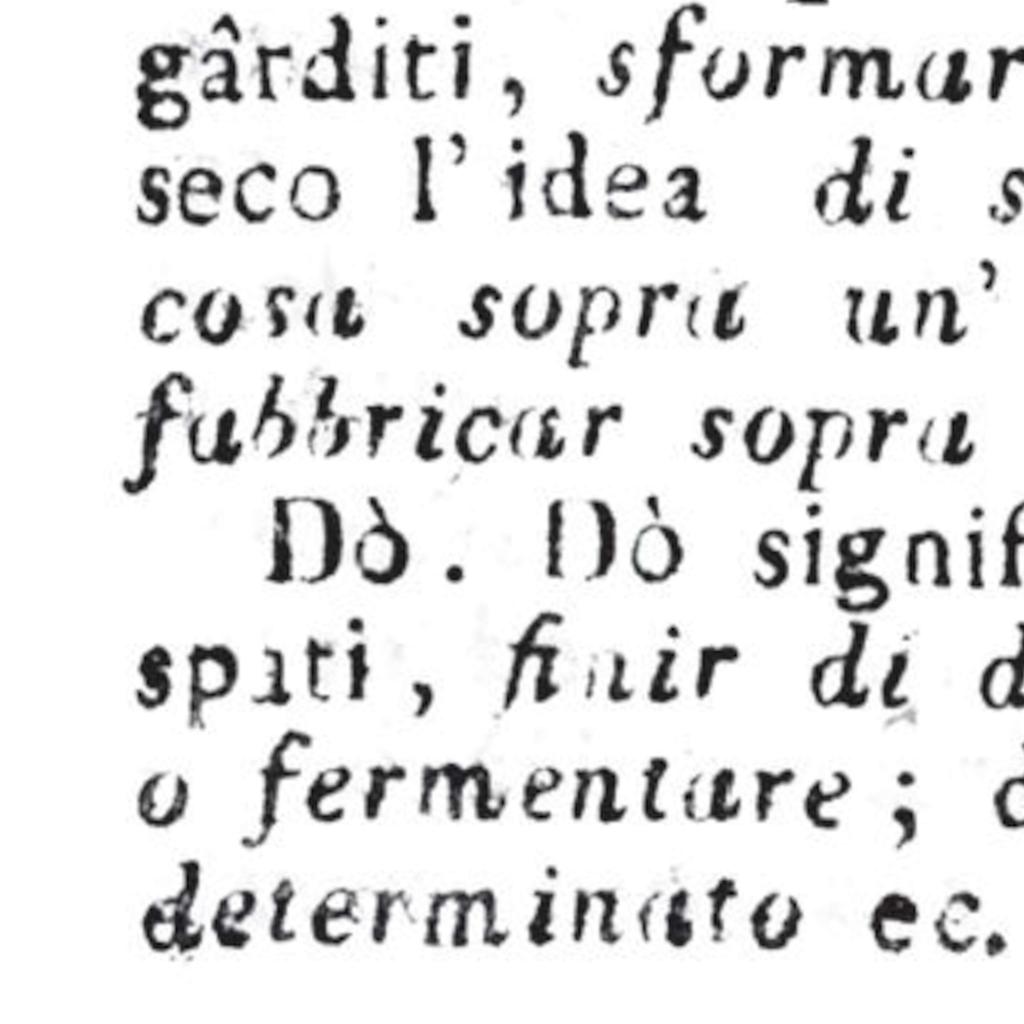 gârditi, sformar
seco l'idea di s
cosa sopra un'
fabbricar sopra
Dò. Dò signif
spati, finir di d
o fermentare; d
determinato ec.